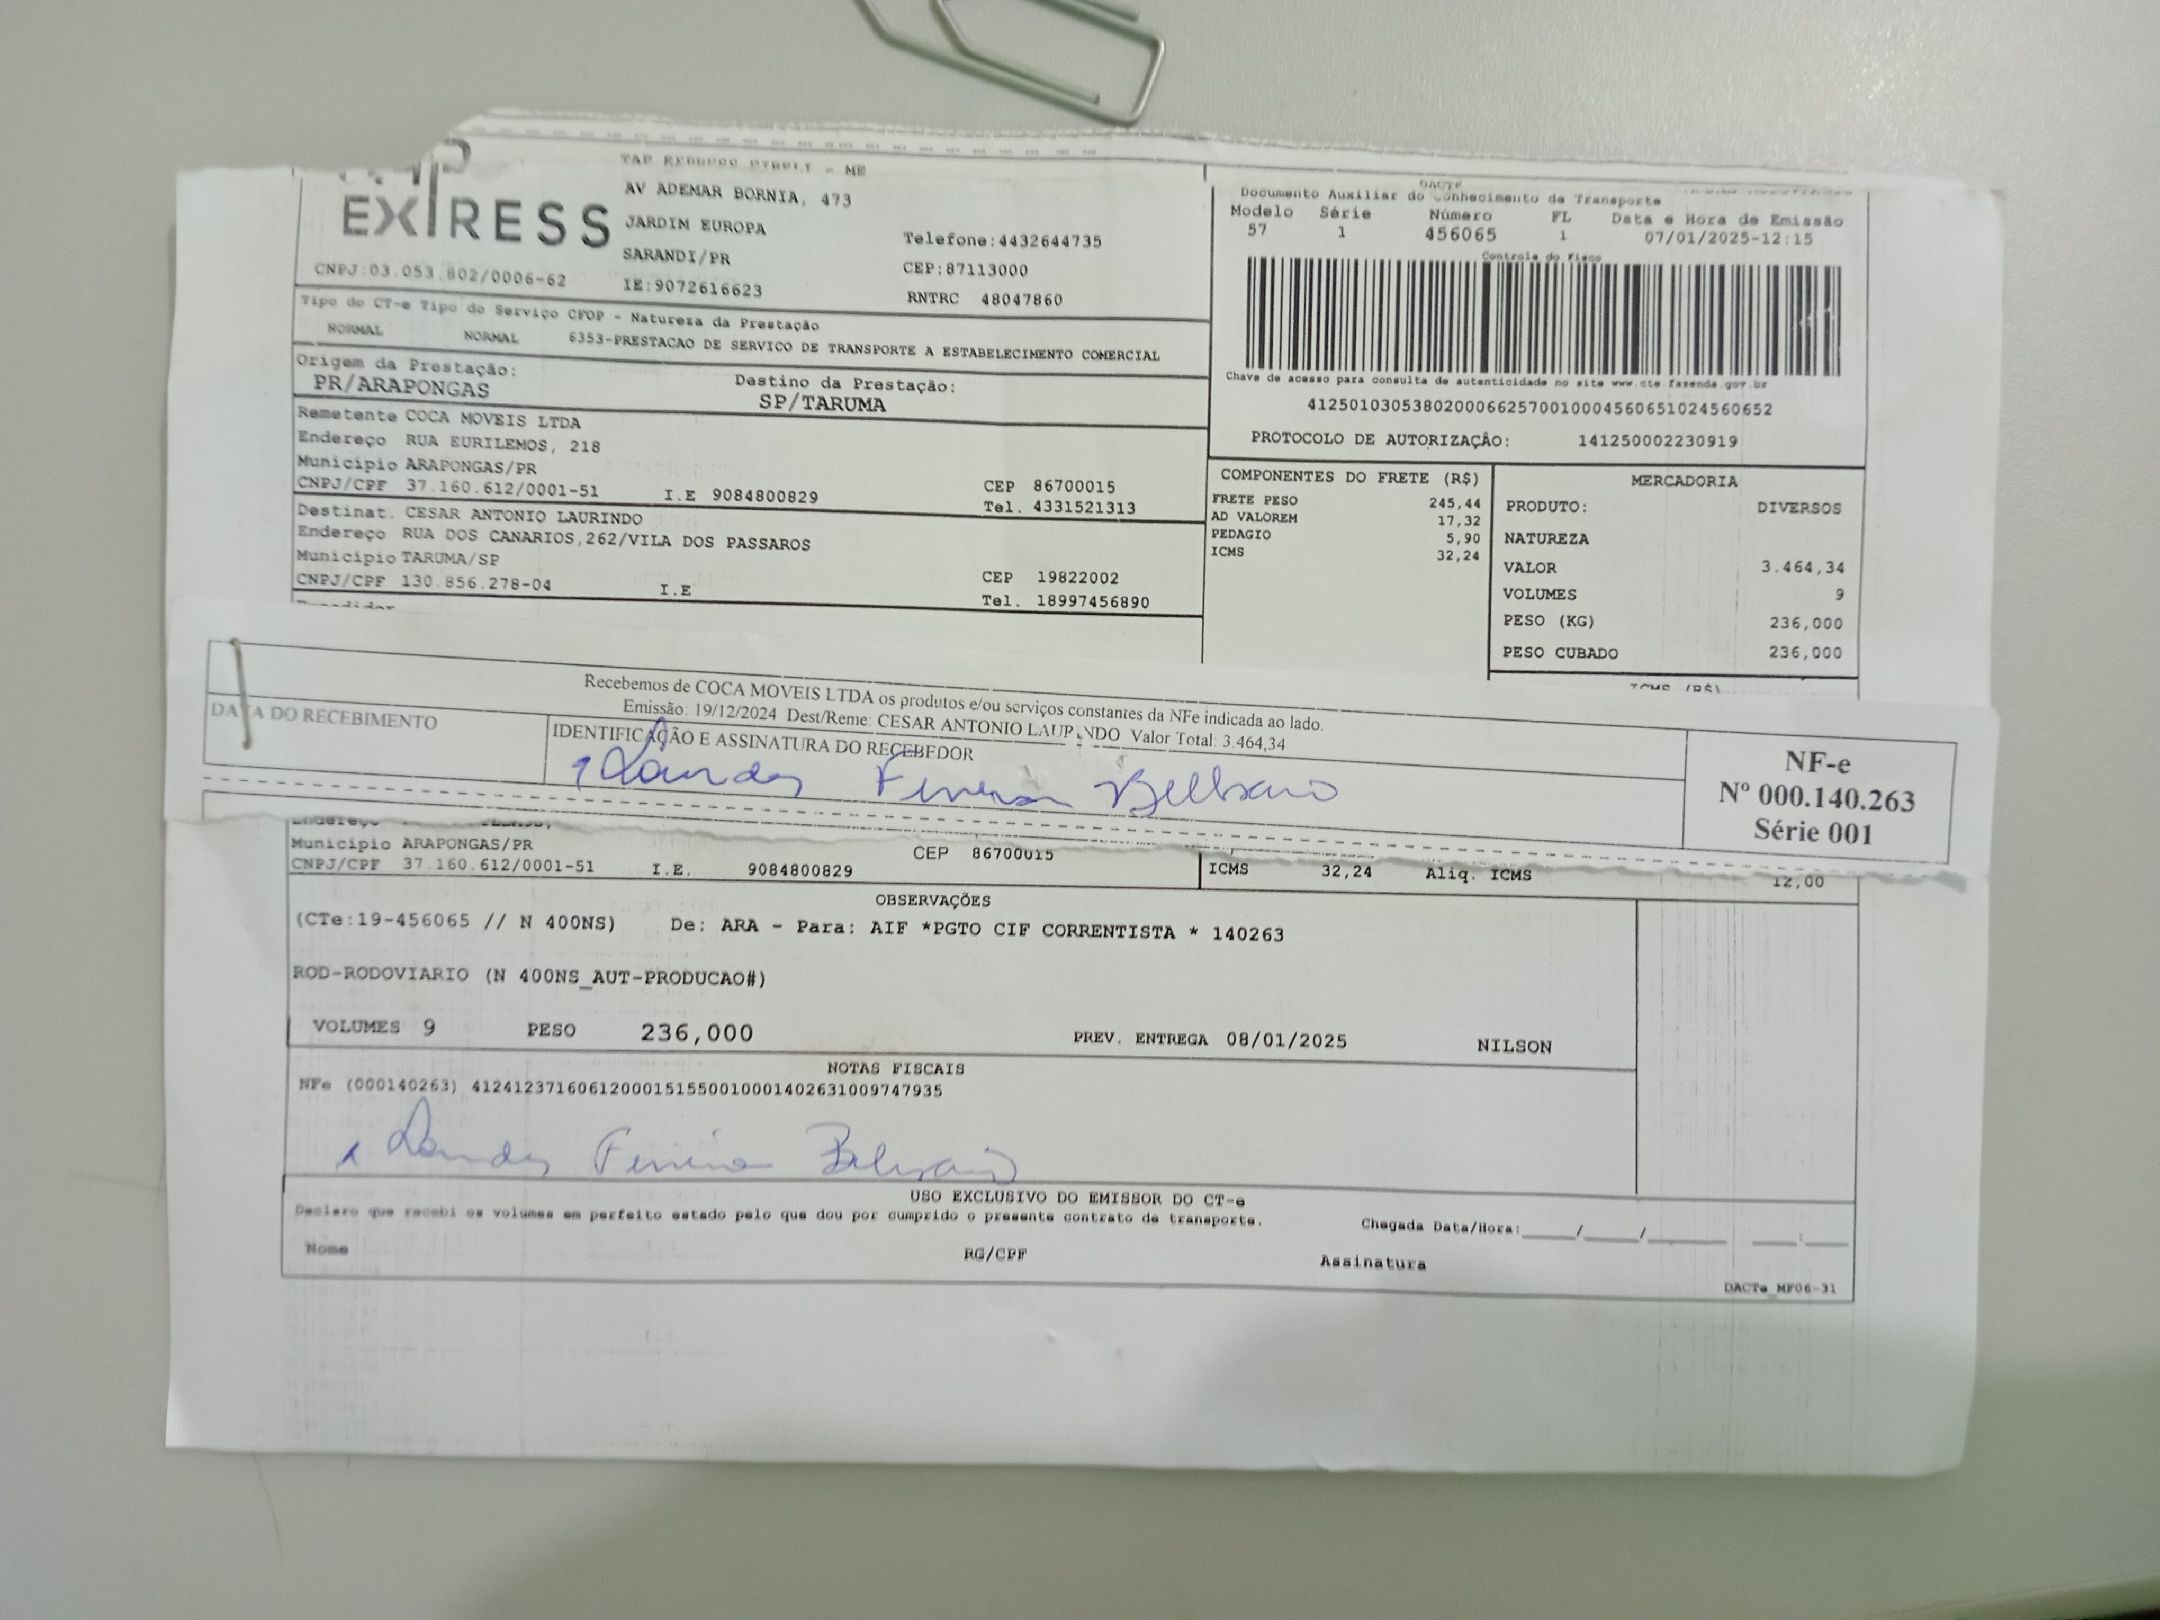 EXPRESS
CNPJ:03.053.802/0006-62
TAP EXPRESS EIRELI - ME
AV ADEMAR BORNIA, 473
JARDIM EUROPA
SARANDI/PR
IE:9072616623
Telefone:4432644735
CEP:87113000
RNTRC 48047860
DACTE
Documento Auxiliar do Conhecimento de Transporte
Modelo Série Número FL Data e Hora de Emissão
57 1 456065 1 07/01/2025-12:15
Controle do Fisco
Chave de acesso para consulta de autenticidade no site www.cte.fazenda.gov.br
41250103053802000662570010004560651024560652
PROTOCOLO DE AUTORIZAÇÃO: 141250002230919
Tipo do CT-e Tipo do Serviço CFOP - Natureza da Prestação
NORMAL NORMAL 6353-PRESTACAO DE SERVICO DE TRANSPORTE A ESTABELECIMENTO COMERCIAL
Origem da Prestação: Destino da Prestação:
PR/ARAPONGAS SP/TARUMA
Remetente COCA MOVEIS LTDA
Endereço RUA EURILEMOS, 218
Municipio ARAPONGAS/PR CEP 86700015
CNPJ/CPF 37.160.612/0001-51 I.E 9084800829 Tel. 4331521313
Destinat. CESAR ANTONIO LAURINDO
Endereço RUA DOS CANARIOS,262/VILA DOS PASSAROS
Municipio TARUMA/SP CEP 19822002
CNPJ/CPF 130.856.278-04 I.E Tel. 18997456890
COMPONENTES DO FRETE (R$)
FRETE PESO 245,44
AD VALOREM 17,32
PEDAGIO 5,90
ICMS 32,24
MERCADORIA
PRODUTO: DIVERSOS
NATUREZA
VALOR 3.464,34
VOLUMES 9
PESO (KG) 236,000
PESO CUBADO 236,000
ICMS (R$)
Recebemos de COCA MOVEIS LTDA os produtos e/ou serviços constantes da NFe indicada ao lado.
Emissão: 19/12/2024 Dest/Reme: CESAR ANTONIO LAURINDO Valor Total: 3.464,34
DATA DO RECEBIMENTO
IDENTIFICAÇÃO E ASSINATURA DO RECEBEDOR
NF-e
Nº 000.140.263
Série 001
Endereço
Municipio ARAPONGAS/PR CEP 86700015
CNPJ/CPF 37.160.612/0001-51 I.E. 9084800829
ICMS 32,24 Aliq. ICMS 12,00
OBSERVAÇÕES
(CTe:19-456065 // N 400NS) De: ARA - Para: AIF *PGTO CIF CORRENTISTA * 140263
ROD-RODOVIARIO (N 400NS_AUT-PRODUCAO#)
VOLUMES 9 PESO 236,000 PREV. ENTREGA 08/01/2025 NILSON
NOTAS FISCAIS
NFe (000140263) 41241237160612000151550010001402631009747935
USO EXCLUSIVO DO EMISSOR DO CT-e
Declaro que recebi os volumes em perfeito estado pelo que dou por cumprido o presente contrato de transporte. Chegada Data/Hora:____/____/______ ____:____
Nome RG/CPF Assinatura
DACTe_MF06-31